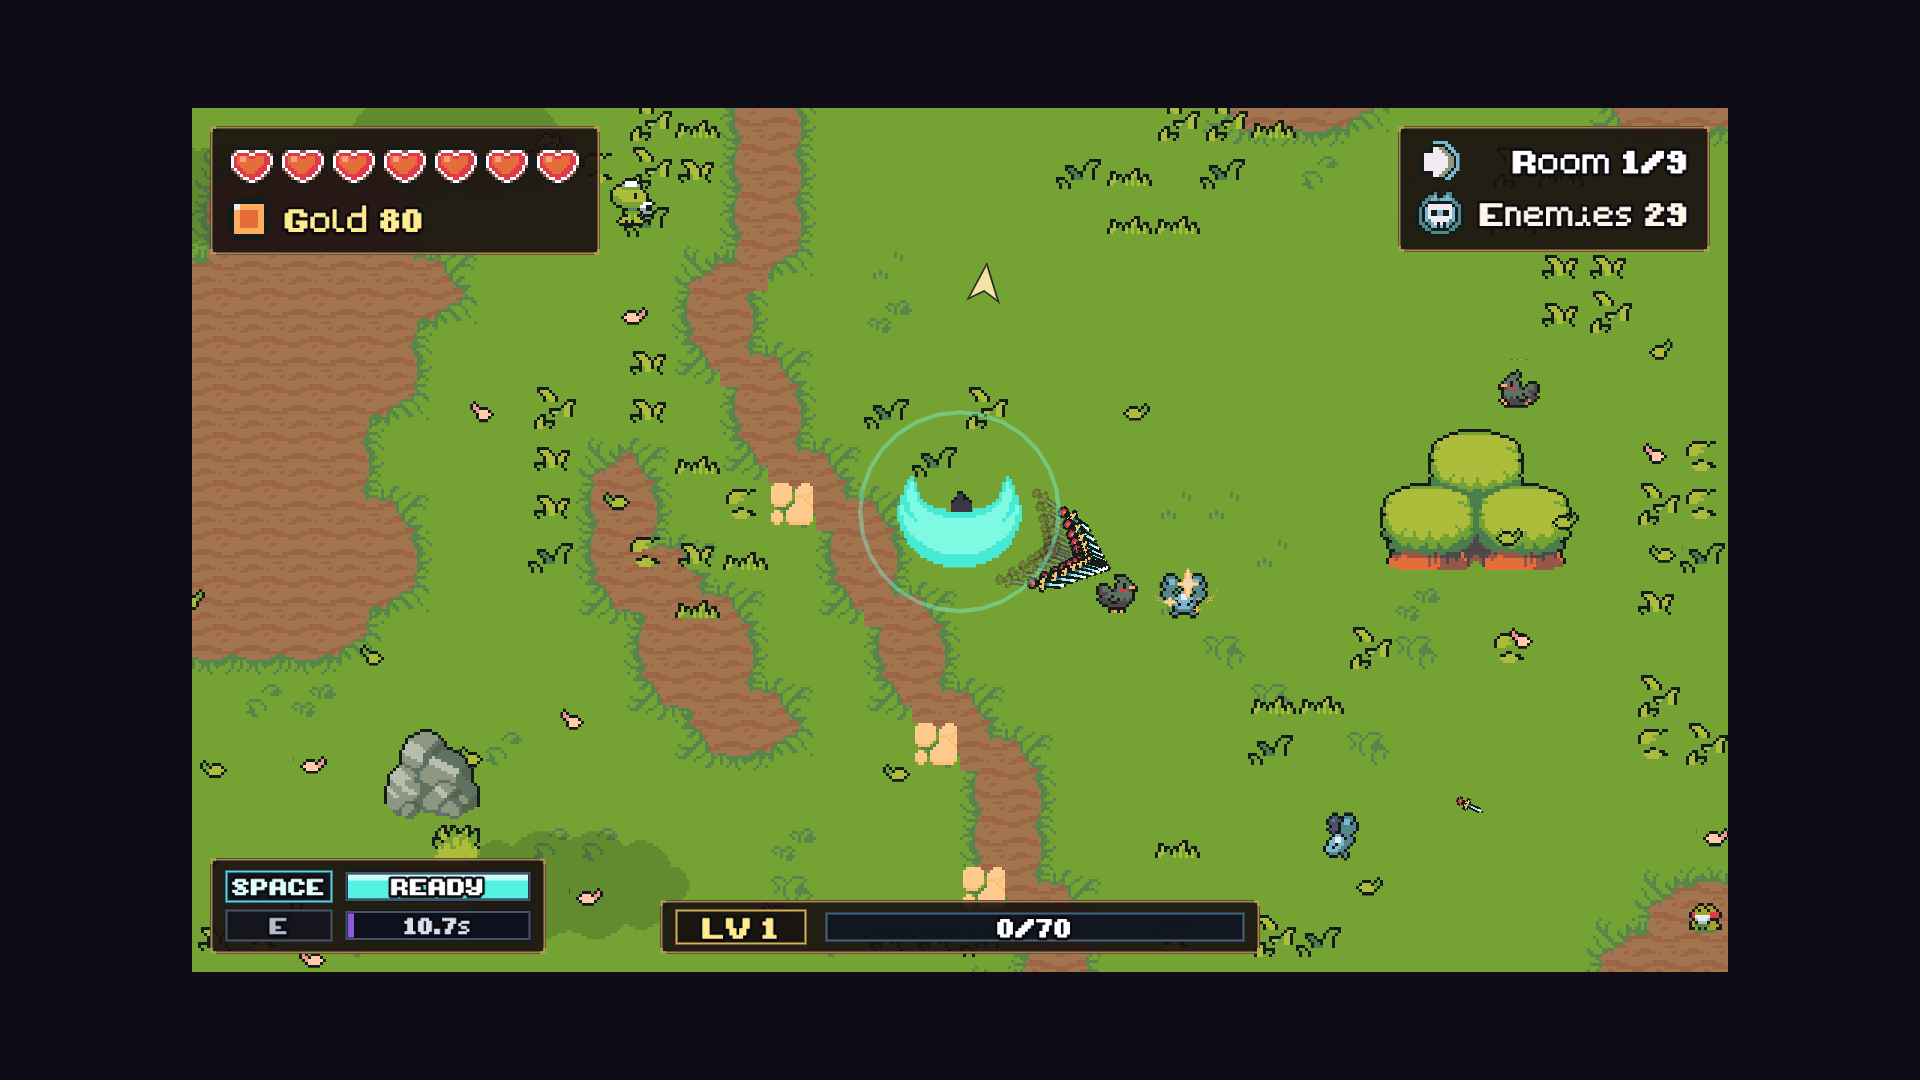 Gold 80
Room 1/9
Enemies 29
SPACE READY
E 10.7s
LV 1 0/70